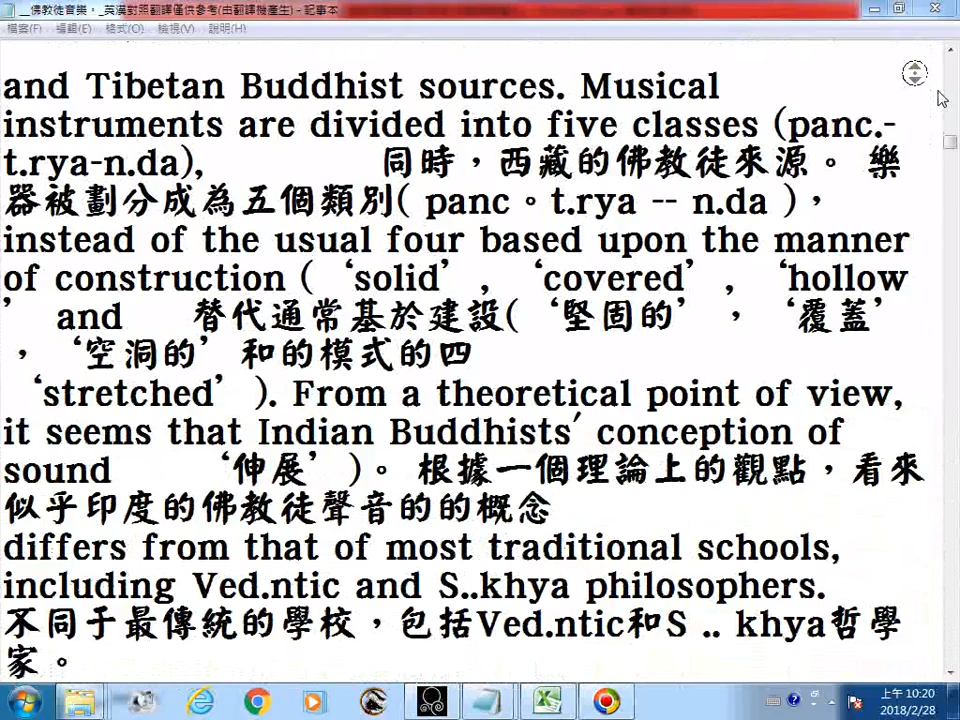 __佛教徒音樂。_英漢對照翻譯僅供參考(由翻譯機產生) - 記事本
檔案(F) 編輯(E) 格式(O) 檢視(V) 說明(H)
and Tibetan Buddhist sources. Musical
instruments are divided into five classes (panc.-
t.rya-n.da), 同時，西藏的佛教徒來源。 樂
器被劃分成為五個類別( panc。t.rya -- n.da )，
instead of the usual four based upon the manner
of construction (‘solid’, ‘covered’, ‘hollow
’ and 替代通常基於建設(‘堅固的’，‘覆蓋’
，‘空洞的’和的模式的四
‘stretched’). From a theoretical point of view,
it seems that Indian Buddhists′ conception of
sound ‘伸展’)。 根據一個理論上的觀點，看來
似乎印度的佛教徒聲音的的概念
differs from that of most traditional schools,
including Ved.ntic and S..khya philosophers.
不同于最傳統的學校，包括Ved.ntic和S .. khya哲學
家。
上午 10:20
2018/2/28